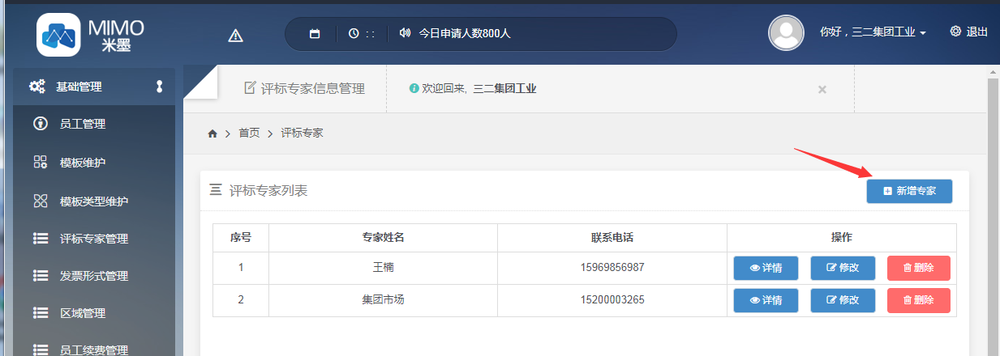 MIMO
米墨
: :
今日申请人数800人
你好，三二集团工业
退出
基础管理
员工管理
模板维护
模板类型维护
评标专家管理
发票形式管理
区域管理
员工续费管理
评标专家信息管理
欢迎回来, 三二集团工业
×
首页 > 评标专家
评标专家列表
新增专家
序号 专家姓名 联系电话 操作
1 王楠 15969856987 详情 修改 删除
2 集团市场 15200003265 详情 修改 删除